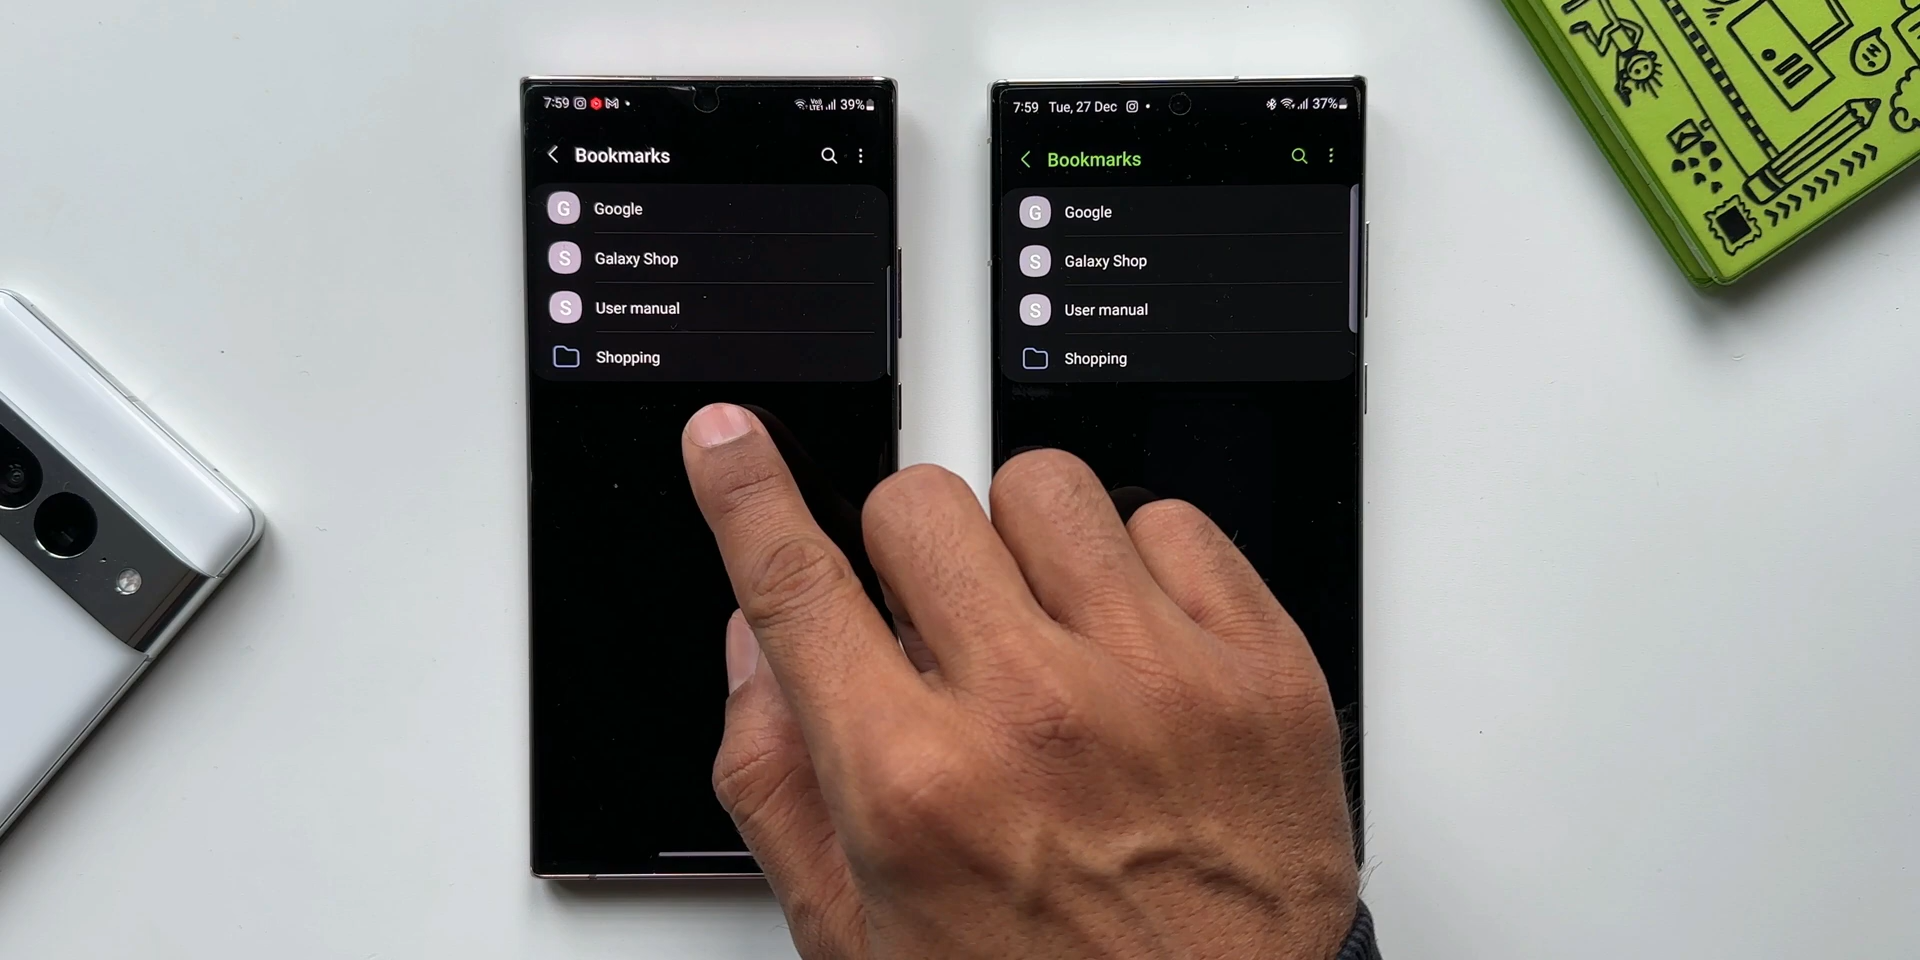 7:59 39%
Bookmarks
G Google
S Galaxy Shop
S User manual
Shopping
7:59 Tue, 27 Dec 37%
Bookmarks
G Google
S Galaxy Shop
S User manual
Shopping